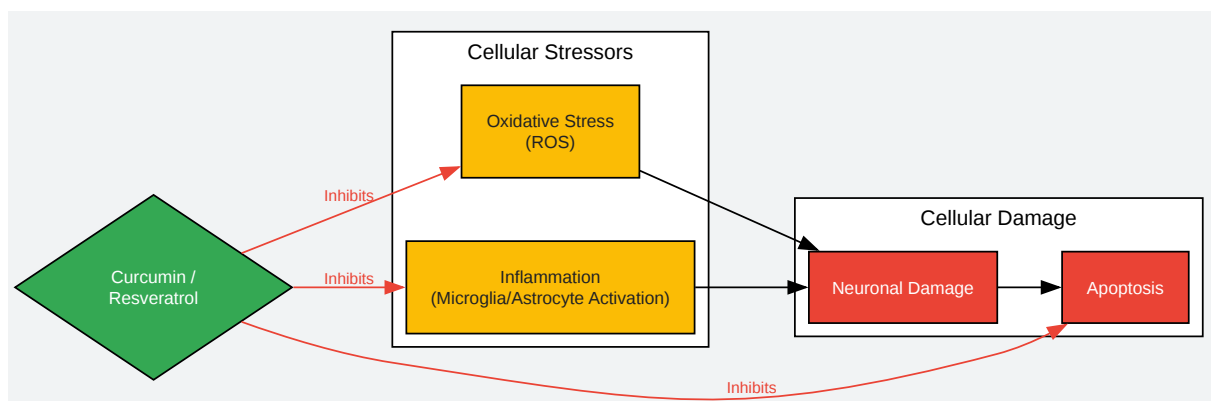 Cellular Stressors
Oxidative Stress
(ROS)
Inhibits
Curcumin /
Resveratrol
Inhibits
Inflammation
(Microglia/Astrocyte Activation)
Cellular Damage
Neuronal Damage
Apoptosis
Inhibits